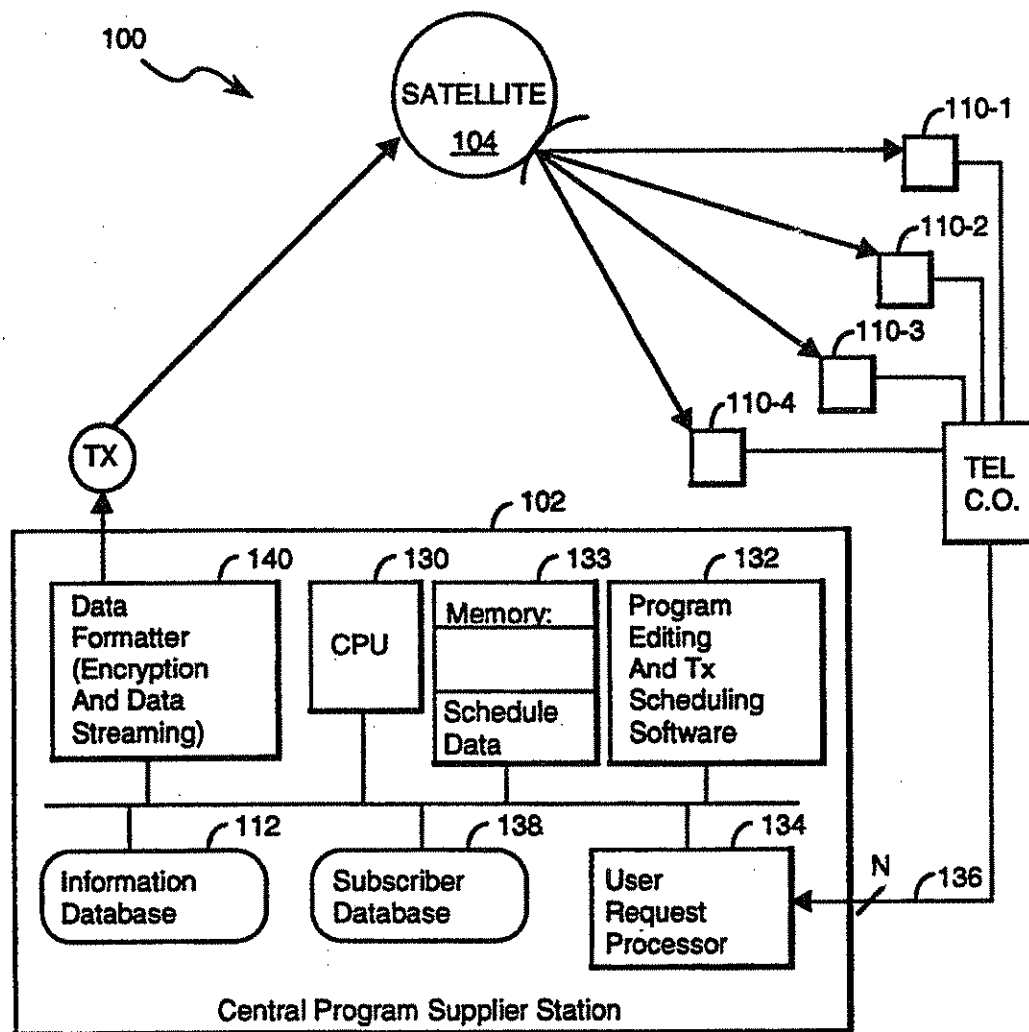 100
SATELLITE
104
110-1
110-2
110-3
110-4
TX
TEL
C.O.
102
140
130
133
132
Data
Formatter
(Encryption
And Data
Streaming)
CPU
Memory:
Schedule
Data
Program
Editing
And Tx
Scheduling
Software
112
138
134
N
136
Information
Database
Subscriber
Database
User
Request
Processor
Central Program Supplier Station